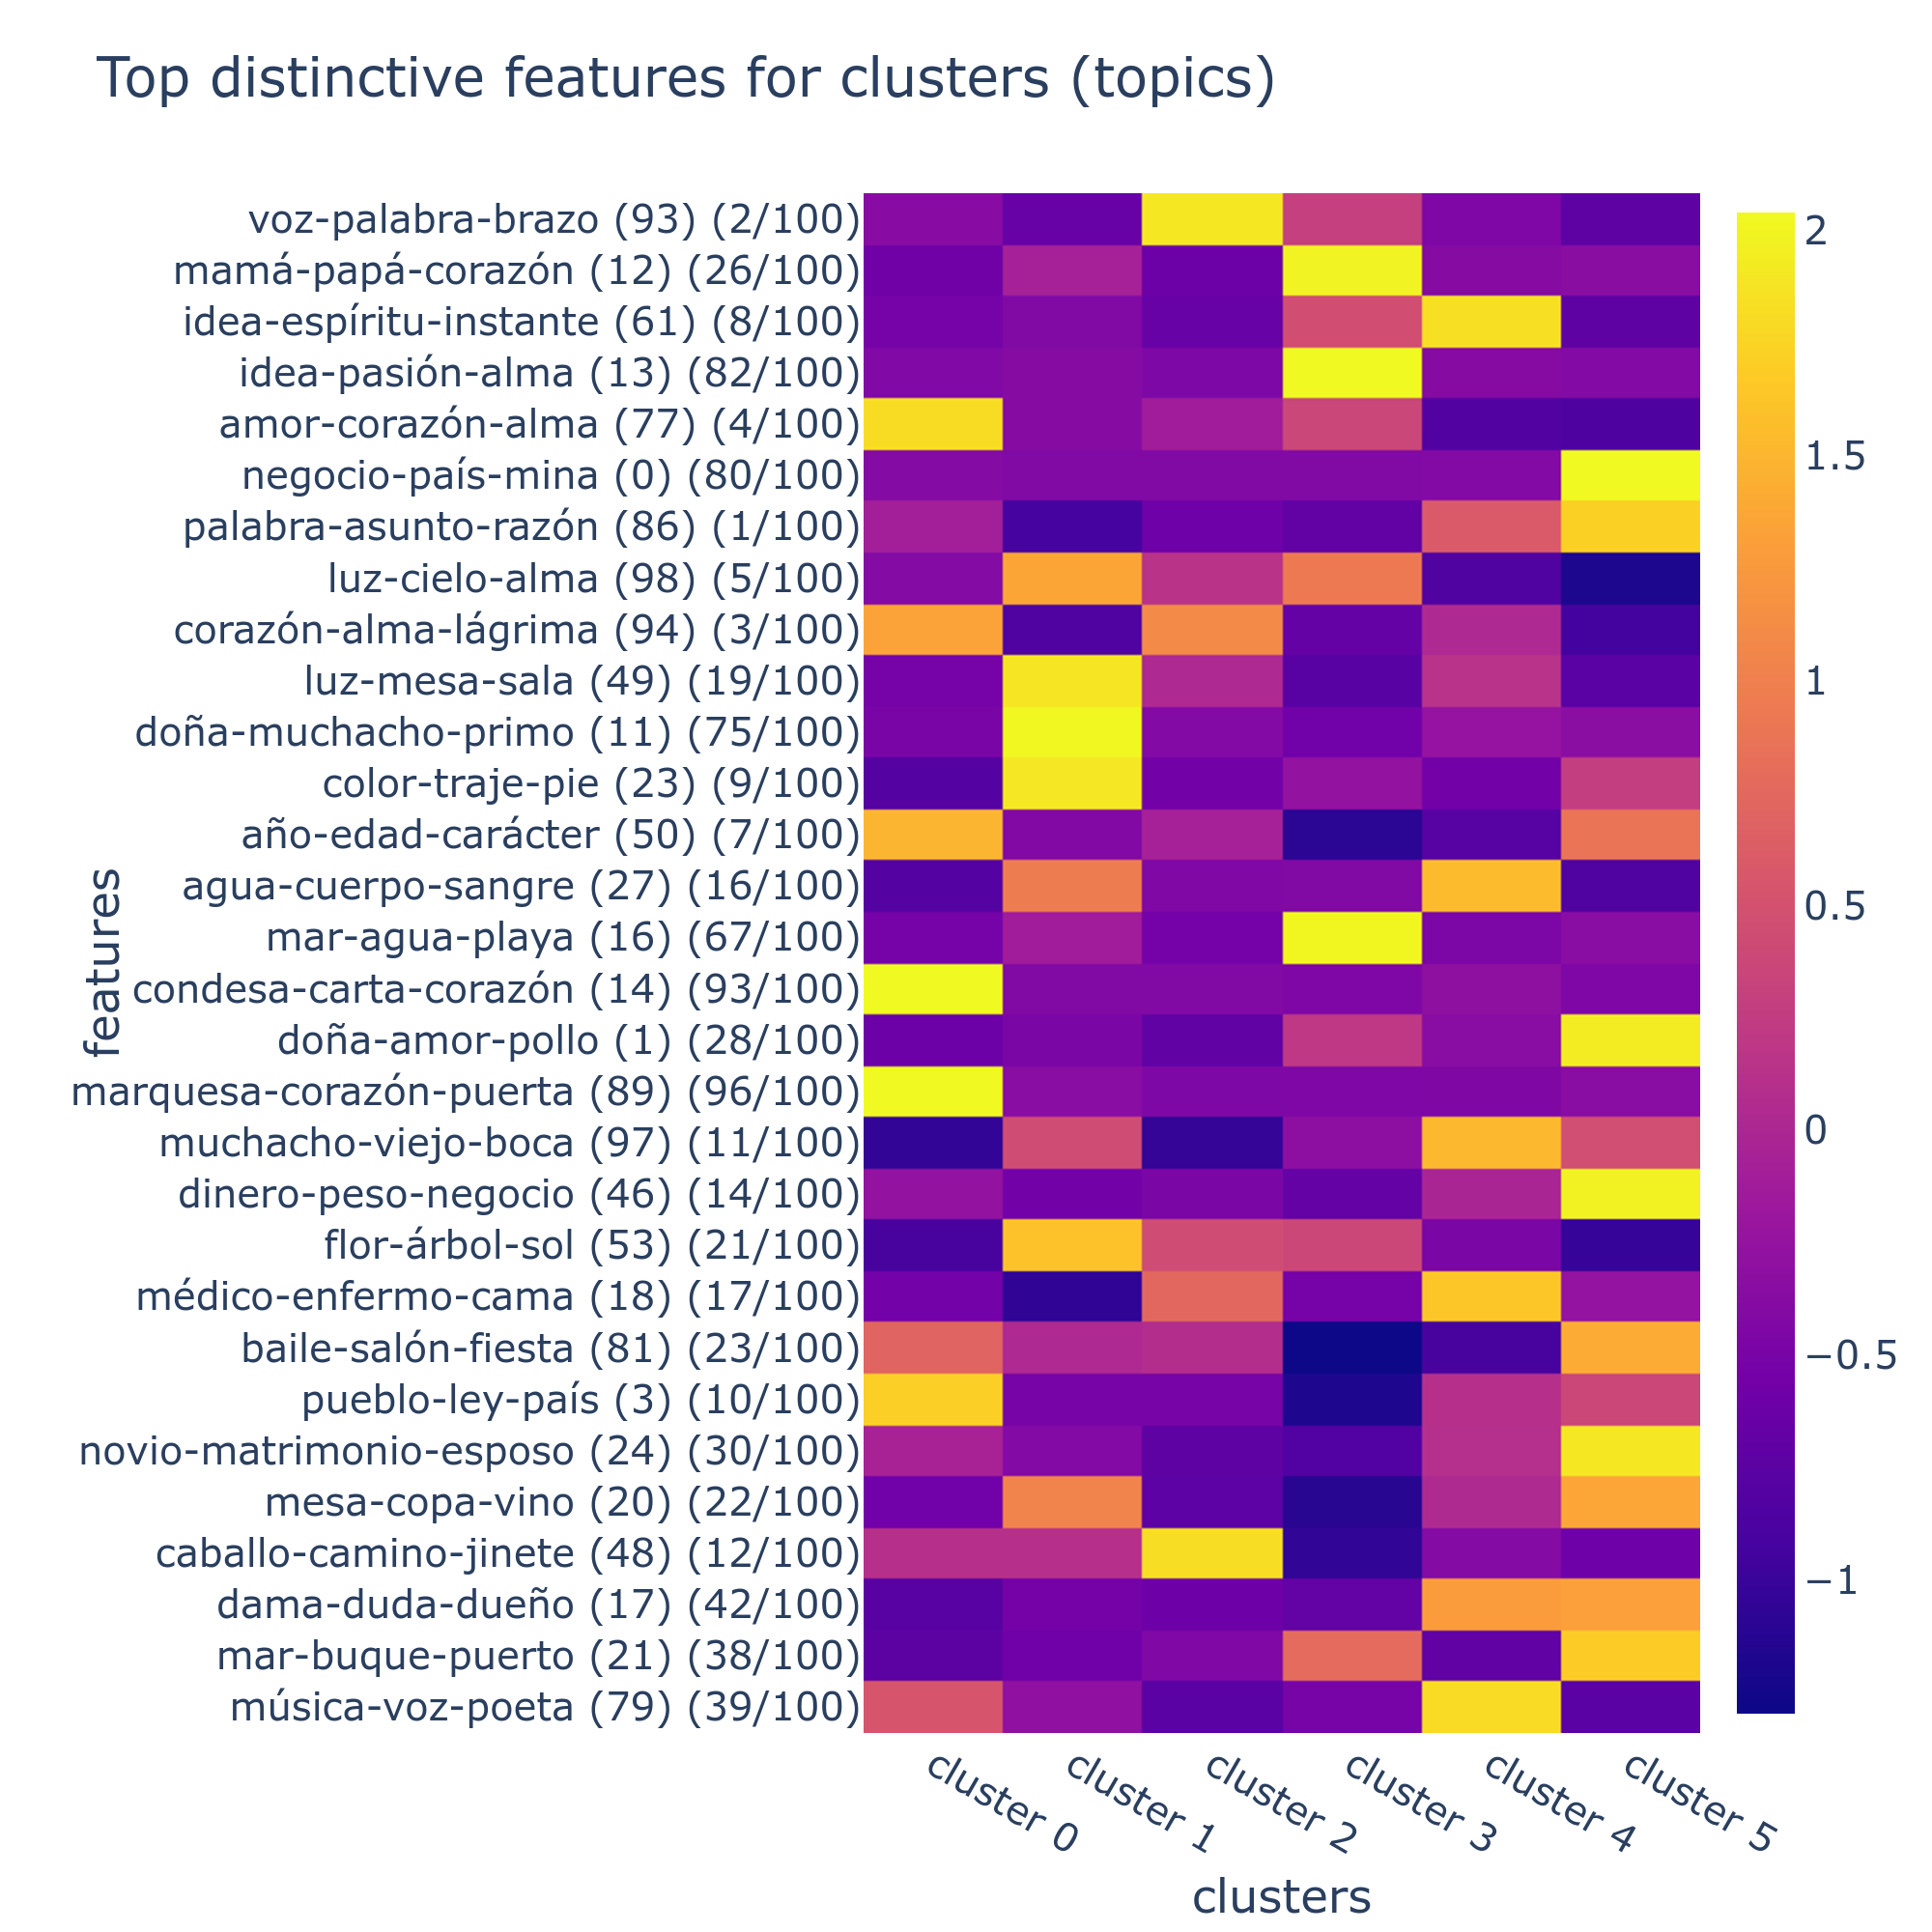 Top distinctive features for clusters (topics)
voz-palabra-brazo (93) (2/100)
mamá-papá-corazón (12) (26/100)
idea-espíritu-instante (61) (8/100)
idea-pasión-alma (13) (82/100)
amor-corazón-alma (77) (4/100)
negocio-país-mina (0) (80/100)
palabra-asunto-razón (86) (1/100)
luz-cielo-alma (98) (5/100)
corazón-alma-lágrima (94) (3/100)
luz-mesa-sala (49) (19/100)
doña-muchacho-primo (11) (75/100)
color-traje-pie (23) (9/100)
año-edad-carácter (50) (7/100)
agua-cuerpo-sangre (27) (16/100)
mar-agua-playa (16) (67/100)
condesa-carta-corazón (14) (93/100)
doña-amor-pollo (1) (28/100)
marquesa-corazón-puerta (89) (96/100)
muchacho-viejo-boca (97) (11/100)
dinero-peso-negocio (46) (14/100)
flor-árbol-sol (53) (21/100)
médico-enfermo-cama (18) (17/100)
baile-salón-fiesta (81) (23/100)
pueblo-ley-país (3) (10/100)
novio-matrimonio-esposo (24) (30/100)
mesa-copa-vino (20) (22/100)
caballo-camino-jinete (48) (12/100)
dama-duda-dueño (17) (42/100)
mar-buque-puerto (21) (38/100)
música-voz-poeta (79) (39/100)
features
cluster 0
cluster 1
cluster 2
cluster 3
cluster 4
cluster 5
clusters
2
1.5
1
0.5
0
−0.5
−1